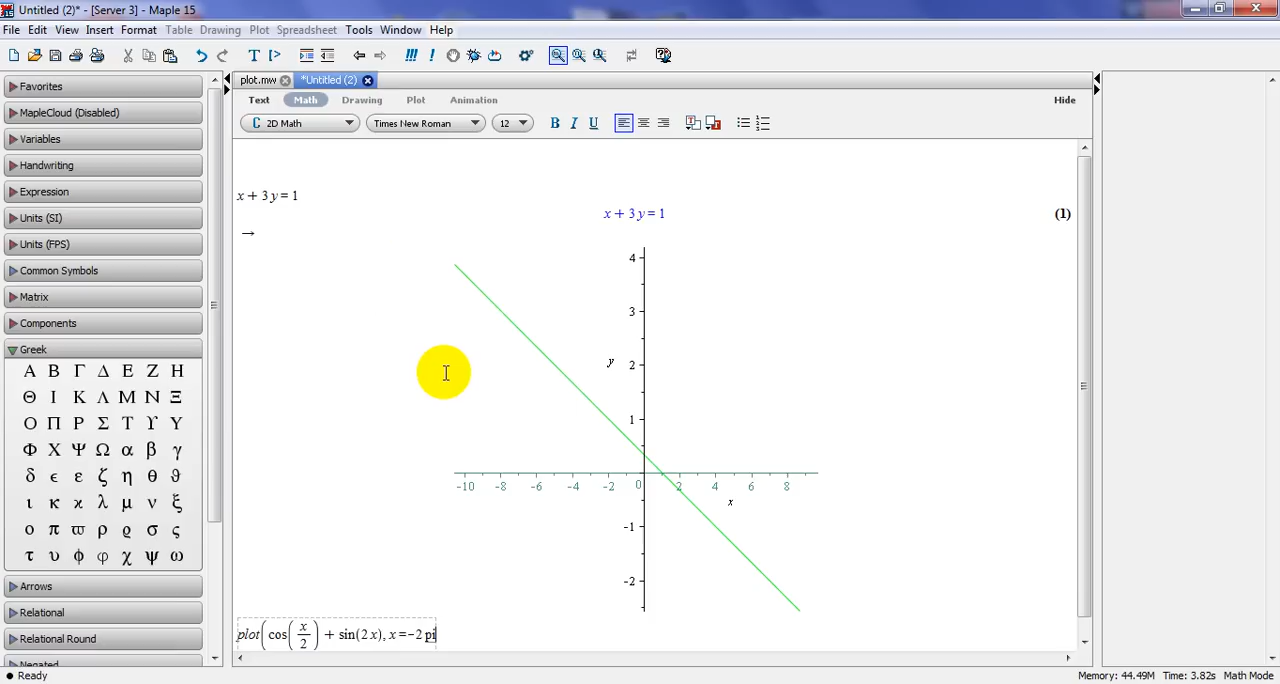 Untitled (2)* - [Server 3] - Maple 15
File Edit View Insert Format Table Drawing Plot Spreadsheet Tools Window Help
plot.mw *Untitled (2)
Text Math Drawing Plot Animation Hide
C 2D Math Times New Roman 12 B I U
Favorites
MapleCloud (Disabled)
Variables
Handwriting
Expression
Units (SI)
Units (FPS)
Common Symbols
Matrix
Components
Greek
Α Β Γ Δ Ε Ζ Η
Θ Ι Κ Λ Μ Ν Ξ
Ο Π Ρ Σ Τ ϒ Υ
Φ Χ Ψ Ω α β γ
δ ϵ ε ζ η θ ϑ
ι κ ϰ λ μ ν ξ
ο π ϖ ρ ϱ σ ς
τ υ ϕ φ χ ψ ω
Arrows
Relational
Relational Round
Negated
x + 3 y = 1
x + 3 y = 1 (1)
→
4
3
y 2
1
-10 -8 -6 -4 -2 0 2 4 6 8
x
-1
-2
plot(cos(x/2) + sin(2 x), x = -2 pi
Ready Memory: 44.49M Time: 3.82s Math Mode